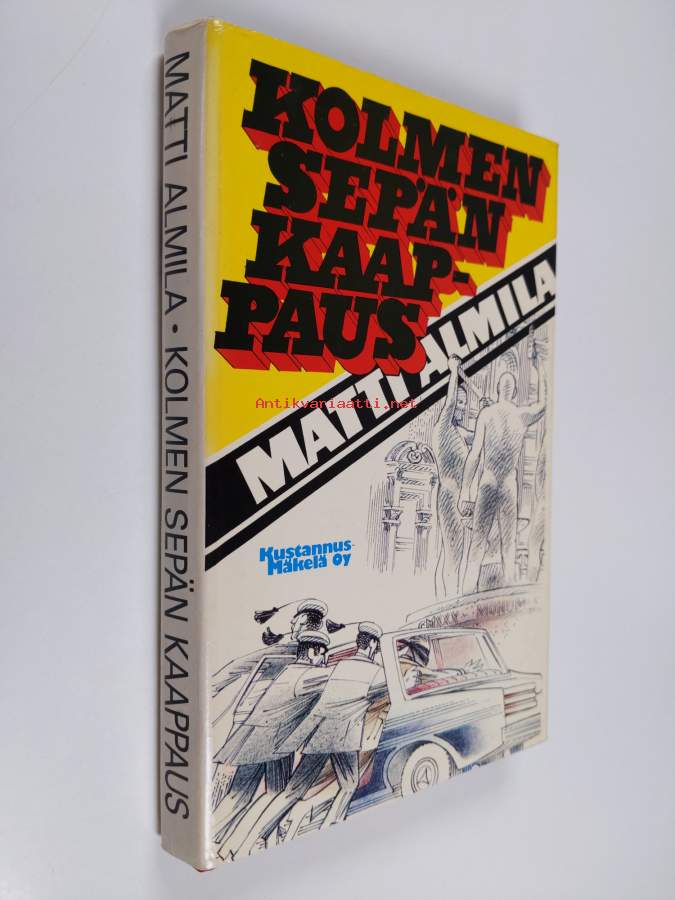 MATTI ALMILA • KOLMEN SEPÄN KAAPPAUS
KOLMEN
SEPÄN
KAAP-
PAUS
MATTI ALMILA
Antikvariaatti.net
Kustannus-
Mäkelä Oy